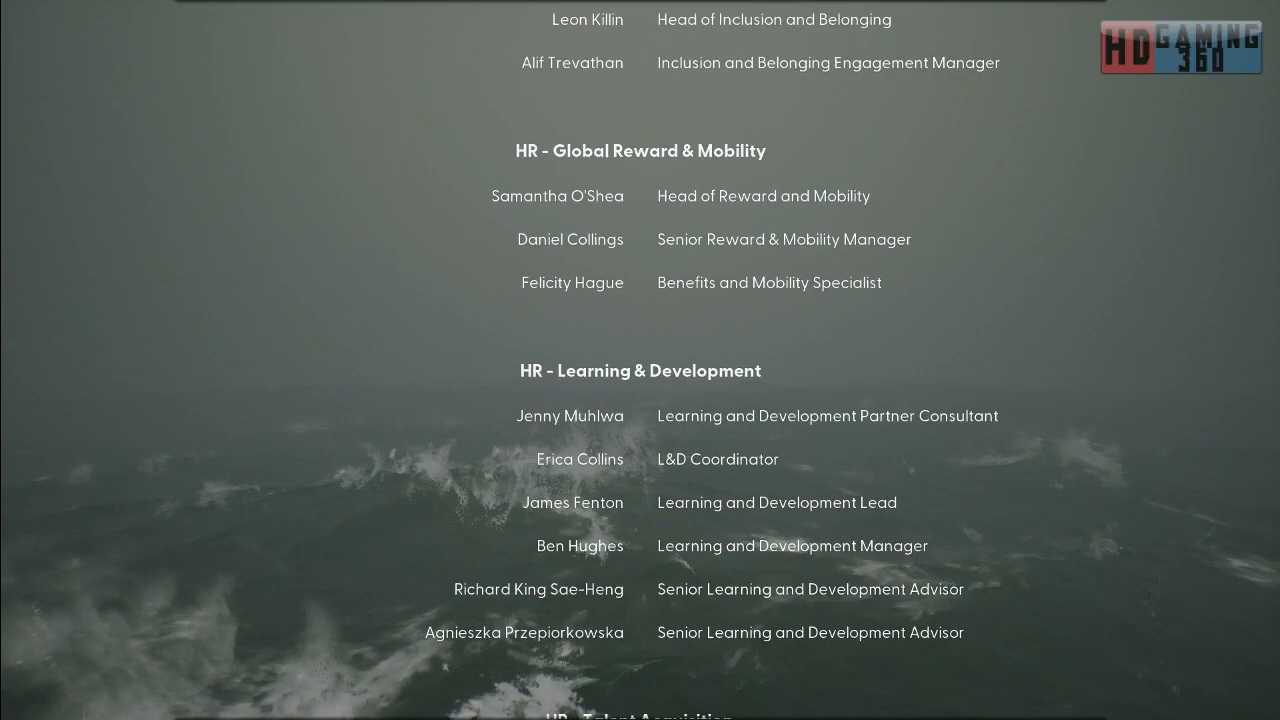 Leon Killin Head of Inclusion and Belonging
Alif Trevathan Inclusion and Belonging Engagement Manager
HD GAMING 360
HR - Global Reward & Mobility
Samantha O'Shea Head of Reward and Mobility
Daniel Collings Senior Reward & Mobility Manager
Felicity Hague Benefits and Mobility Specialist
HR - Learning & Development
Jenny Muhlwa Learning and Development Partner Consultant
Erica Collins L&D Coordinator
James Fenton Learning and Development Lead
Ben Hughes Learning and Development Manager
Richard King Sae-Heng Senior Learning and Development Advisor
Agnieszka Przepiorkowska Senior Learning and Development Advisor
HR - Talent Acquisition